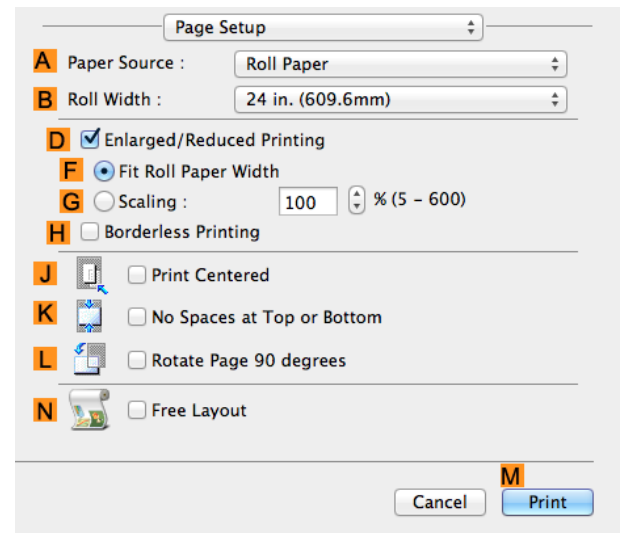 Page Setup
A Paper Source : Roll Paper
B Roll Width : 24 in. (609.6mm)
D Enlarged/Reduced Printing
F Fit Roll Paper Width
G Scaling : 100 % (5 - 600)
H Borderless Printing
J Print Centered
K No Spaces at Top or Bottom
L Rotate Page 90 degrees
N Free Layout
M
Cancel Print